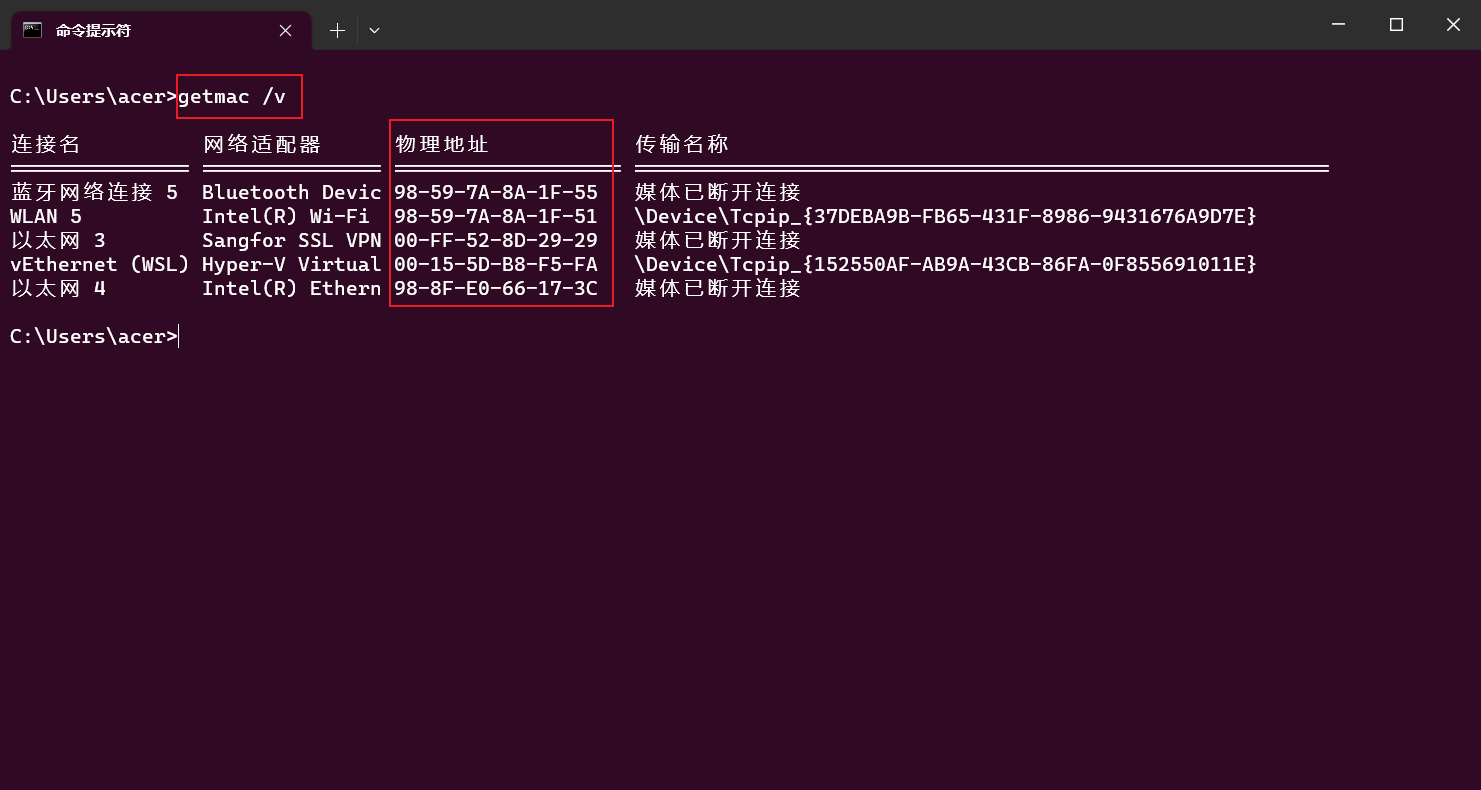 命令提示符
C:\Users\acer>getmac /v
连接名 网络适配器 物理地址 传输名称
蓝牙网络连接 5 Bluetooth Devic 98-59-7A-8A-1F-55 媒体已断开连接
WLAN 5 Intel(R) Wi-Fi 98-59-7A-8A-1F-51 \Device\Tcpip_{37DEBA9B-FB65-431F-8986-9431676A9D7E}
以太网 3 Sangfor SSL VPN 00-FF-52-8D-29-29 媒体已断开连接
vEthernet (WSL) Hyper-V Virtual 00-15-5D-B8-F5-FA \Device\Tcpip_{152550AF-AB9A-43CB-86FA-0F855691011E}
以太网 4 Intel(R) Ethern 98-8F-E0-66-17-3C 媒体已断开连接
C:\Users\acer>